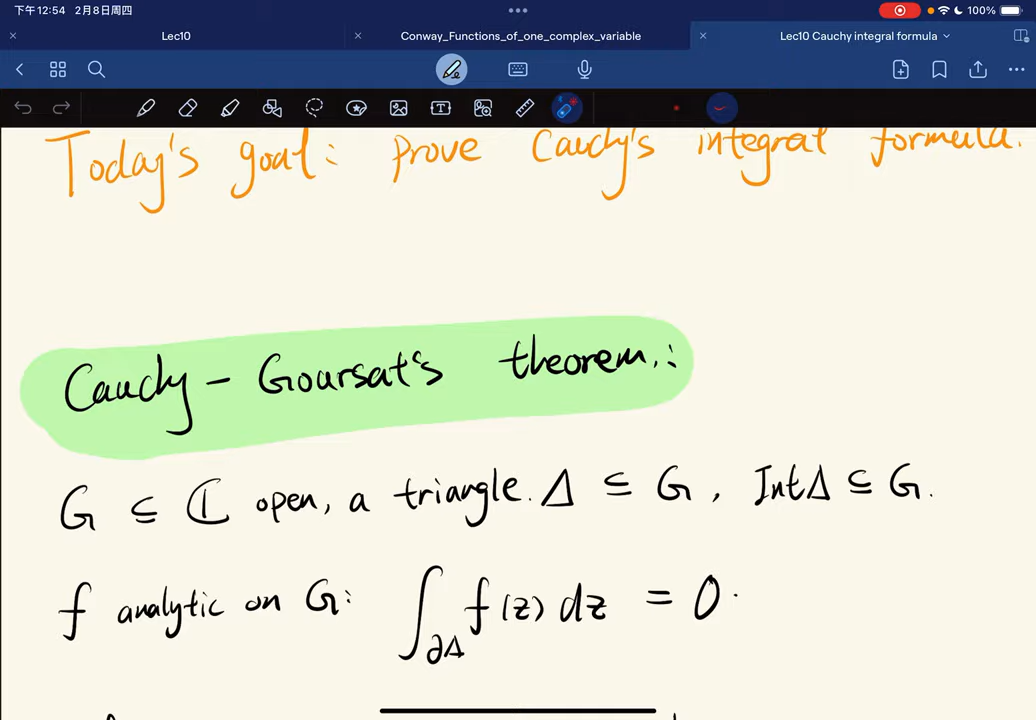 下午12:54 2月8日周四
100%
Lec10
Conway_Functions_of_one_complex_variable
Lec10 Cauchy integral formula
Today's goal: prove Cauchy's integral formula.
Cauchy - Goursat's theorem.:
G ⊆ ℂ open, a triangle. Δ ⊆ G, Int Δ ⊆ G.
f analytic on G: ∫_{∂Δ} f(z) dz = 0.